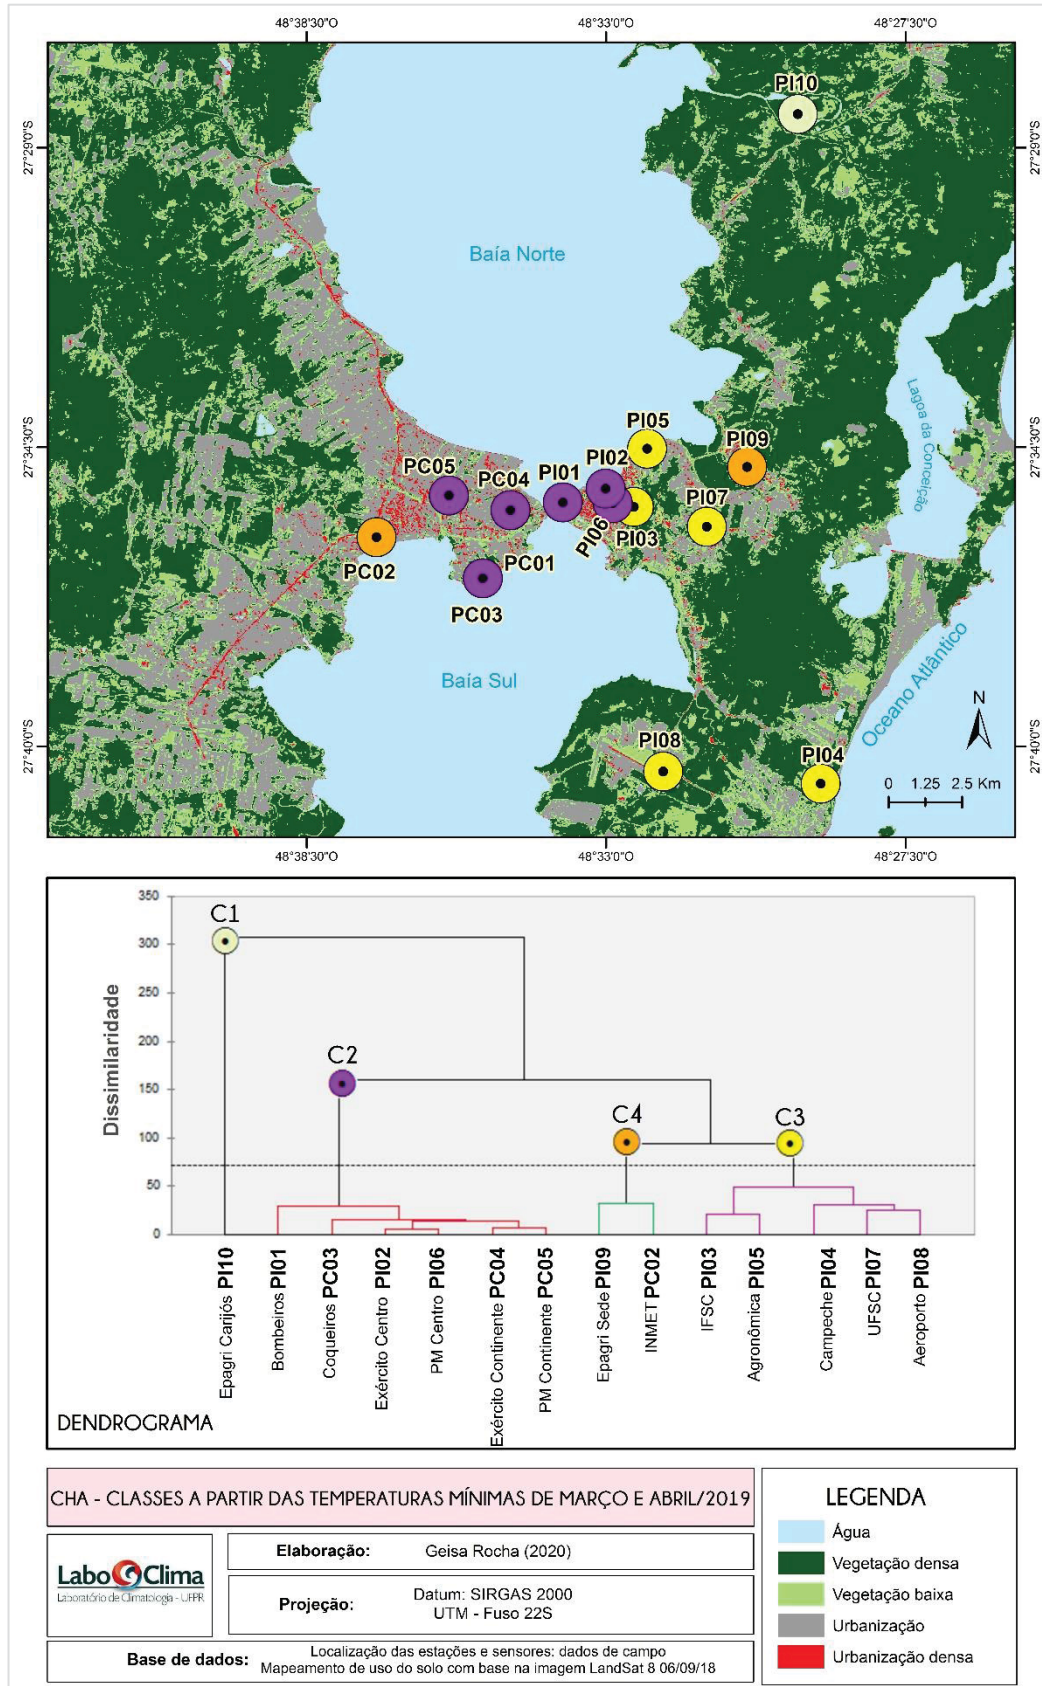 48°38'30"O
48°33'0"O
48°27'30"O
27°29'0"S
27°29'0"S
PI10
Baía Norte
Lagoa da Conceição
27°34'30"S
27°34'30"S
PI05
PI09
PC05
PC04
PI01
PI02
PI07
PI06
PI03
PC02
PC01
PC03
Baía Sul
Oceano Atlântico
N
27°40'0"S
27°40'0"S
PI08
PI04
0 1.25 2.5 Km
48°38'30"O
48°33'0"O
48°27'30"O
350
300
250
200
150
100
50
0
Dissimilaridade
C1
C2
C4
C3
Epagri Carijós PI10
Bombeiros PI01
Coqueiros PC03
Exército Centro PI02
PM Centro PI06
Exército Continente PC04
PM Continente PC05
Epagri Sede PI09
INMET PC02
IFSC PI03
Agronômica PI05
Campeche PI04
UFSC PI07
Aeroporto PI08
DENDROGRAMA
CHA - CLASSES A PARTIR DAS TEMPERATURAS MÍNIMAS DE MARÇO E ABRIL/2019
LaboClima
Laboratório de Climatologia - UFPR
Elaboração: Geisa Rocha (2020)
Projeção: Datum: SIRGAS 2000
UTM - Fuso 22S
Base de dados: Localização das estações e sensores: dados de campo
Mapeamento de uso do solo com base na imagem LandSat 8 06/09/18
LEGENDA
Água
Vegetação densa
Vegetação baixa
Urbanização
Urbanização densa